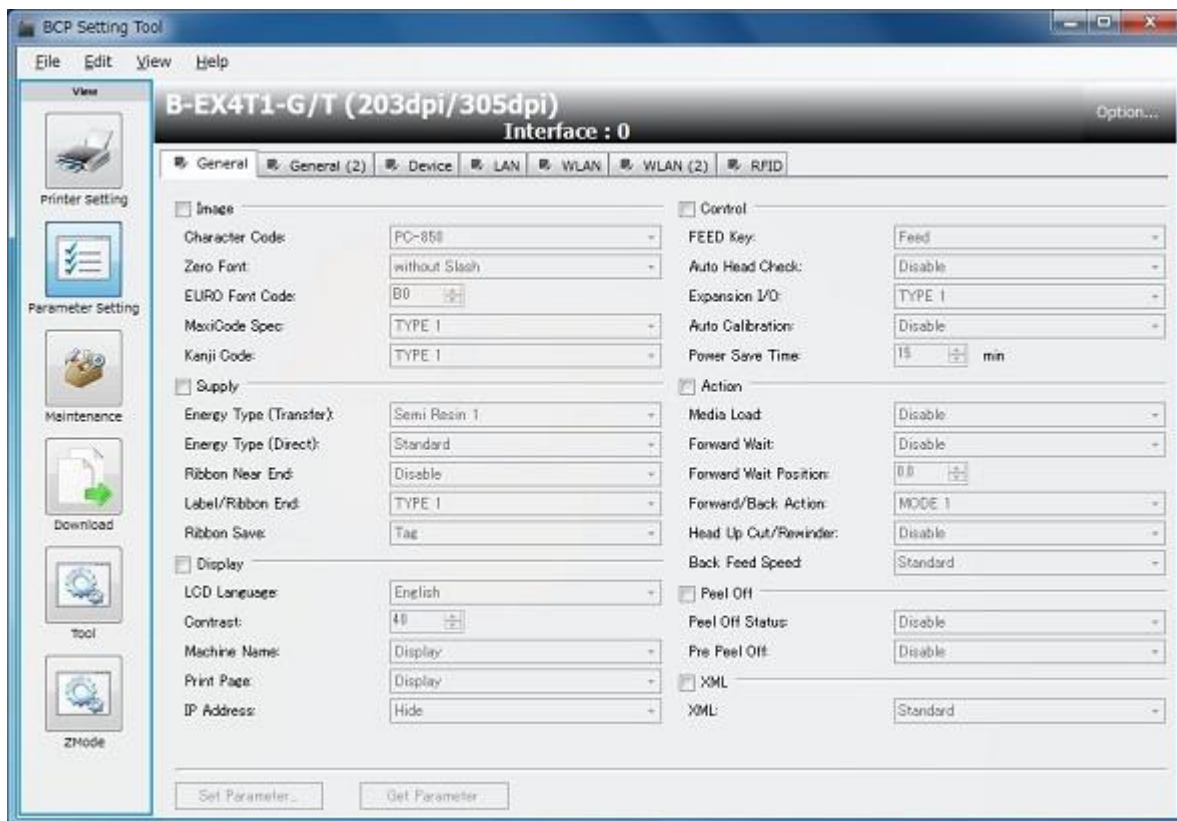 BCP Setting Tool
File Edit View Help
View
Printer Setting
Parameter Setting
Maintenance
Download
Tool
ZMode
B-EX4T1-G/T (203dpi/305dpi)
Interface : 0
Option...
General General (2) Device LAN WLAN WLAN (2) RFID
Image
Character Code: PC-850
Zero Font: without Slash
EURO Font Code: B0
MaxiCode Spec: TYPE 1
Kanji Code: TYPE 1
Supply
Energy Type (Transfer): Semi Resin 1
Energy Type (Direct): Standard
Ribbon Near End: Disable
Label/Ribbon End: TYPE 1
Ribbon Save: Tag
Display
LCD Language: English
Contrast: 40
Machine Name: Display
Print Page: Display
IP Address: Hide
Control
FEED Key: Feed
Auto Head Check: Disable
Expansion I/O: TYPE 1
Auto Calibration: Disable
Power Save Time: 15 min
Action
Media Load: Disable
Forward Wait: Disable
Forward Wait Position: 0.0
Forward/Back Action: MODE 1
Head Up Cut/Rewinder: Disable
Back Feed Speed: Standard
Peel Off
Peel Off Status: Disable
Pre Peel Off: Disable
XML
XML: Standard
Set Parameter... Get Parameter